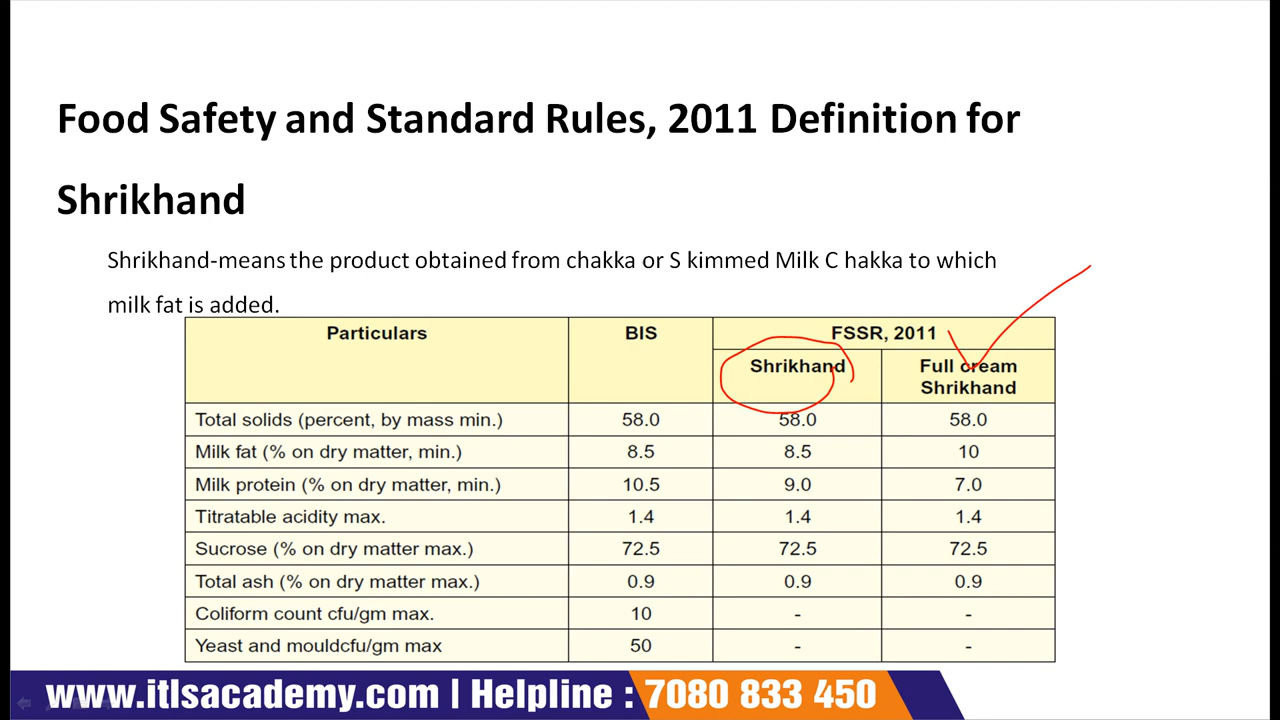 Food Safety and Standard Rules, 2011 Definition for
Shrikhand
Shrikhand-means the product obtained from chakka or S kimmed Milk C hakka to which
milk fat is added.
Particulars BIS FSSR, 2011
Shrikhand Full cream
Shrikhand
Total solids (percent, by mass min.) 58.0 58.0 58.0
Milk fat (% on dry matter, min.) 8.5 8.5 10
Milk protein (% on dry matter, min.) 10.5 9.0 7.0
Titratable acidity max. 1.4 1.4 1.4
Sucrose (% on dry matter max.) 72.5 72.5 72.5
Total ash (% on dry matter max.) 0.9 0.9 0.9
Coliform count cfu/gm max. 10 - -
Yeast and mouldcfu/gm max 50 - -
www.itlsacademy.com | Helpline : 7080 833 450